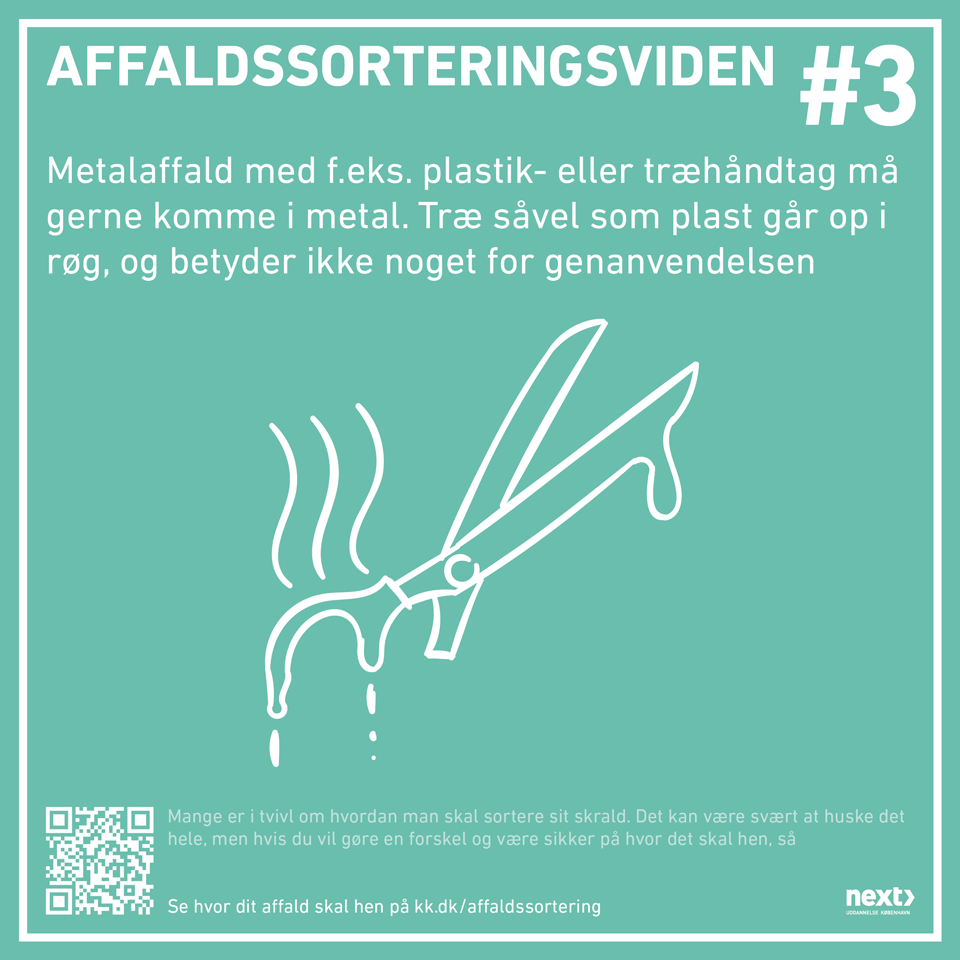 AFFALDSSORTERINGSVIDEN #3
Metalaffald med f.eks. plastik- eller træhåndtag må
gerne komme i metal. Træ såvel som plast går op i
røg, og betyder ikke noget for genanvendelsen
Mange er i tvivl om hvordan man skal sortere sit skrald. Det kan være svært at huske det
hele, men hvis du vil gøre en forskel og være sikker på hvor det skal hen, så
Se hvor dit affald skal hen på kk.dk/affaldssortering
next
UDDANNELSE KØBENHAVN